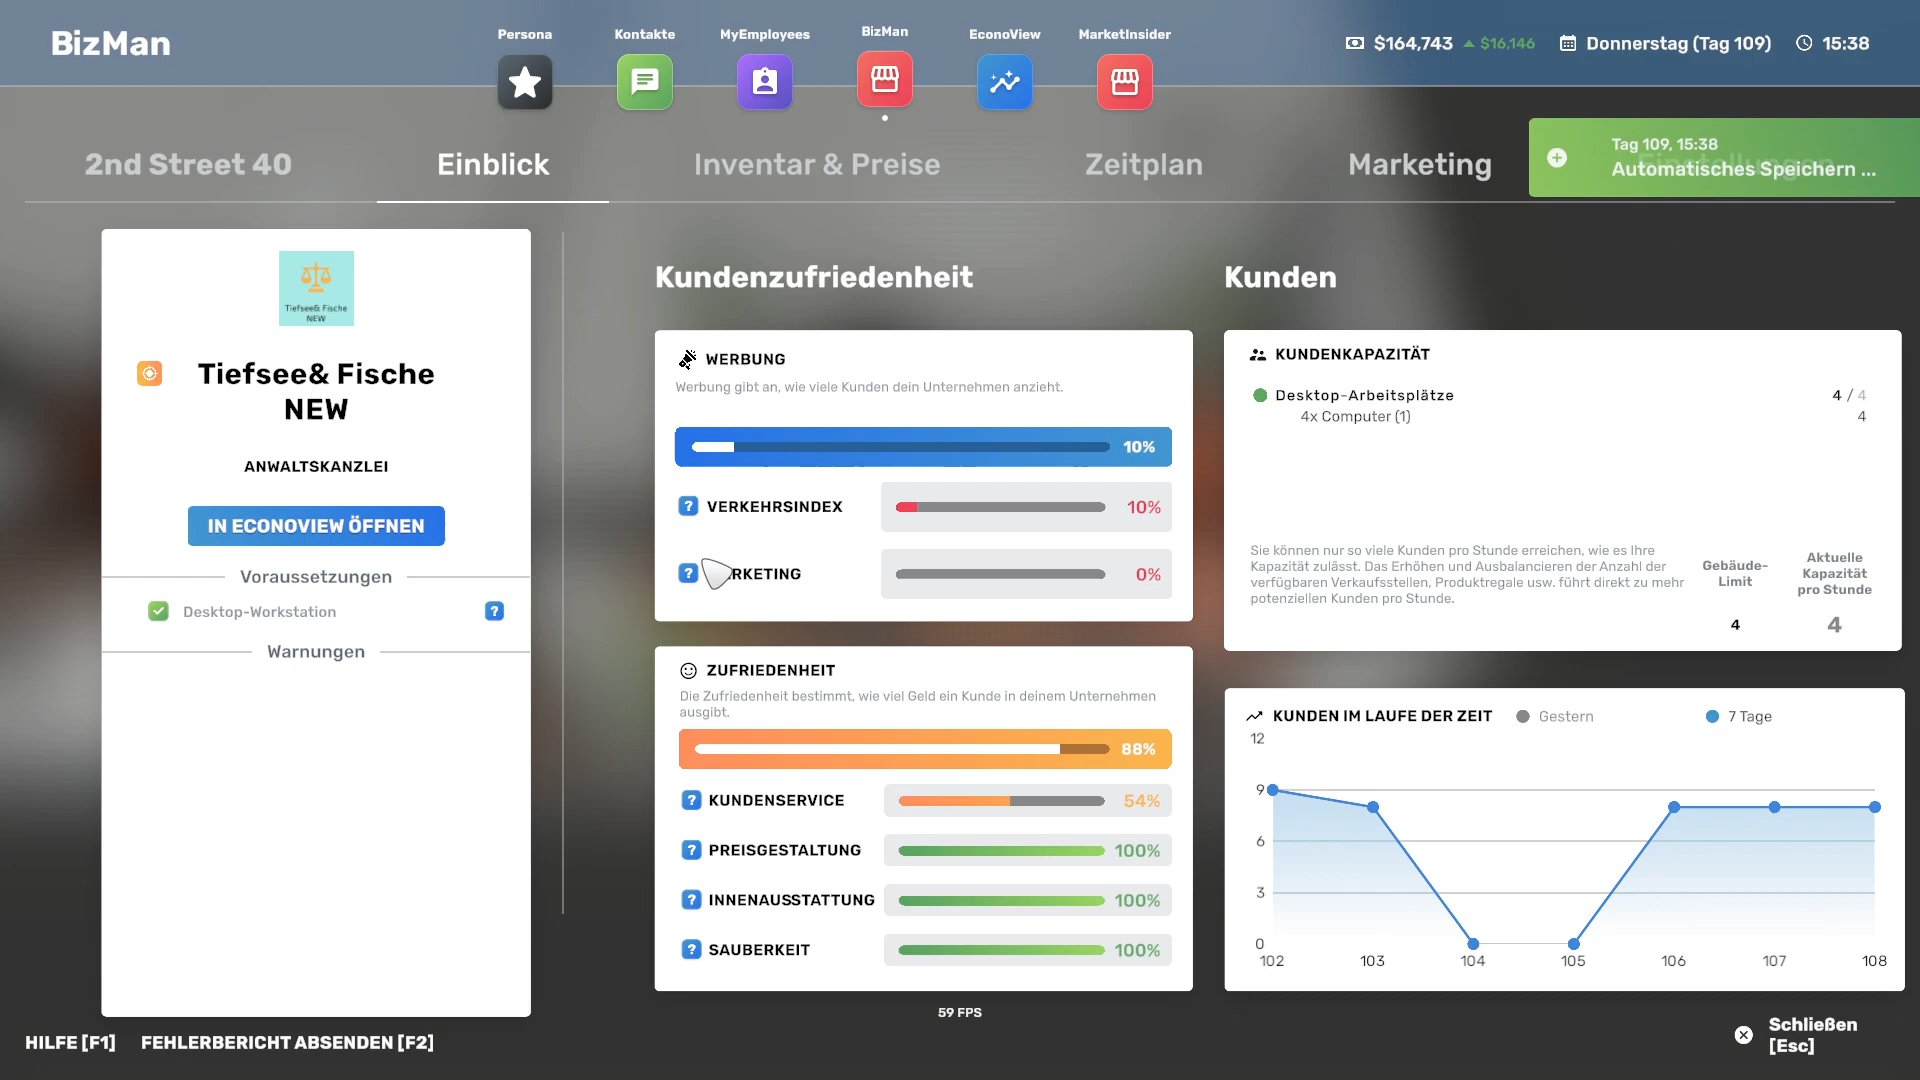 BizMan
Persona
Kontakte
MyEmployees
BizMan
EconoView
MarketInsider
$164,743
$16,146
Donnerstag (Tag 109)
15:38
2nd Street 40
Einblick
Inventar & Preise
Zeitplan
Marketing
Einstellungen
Tag 109, 15:38
Automatisches Speichern ...
Tiefsee& Fische
NEW
Tiefsee& Fische
NEW
ANWALTSKANZLEI
IN ECONOVIEW ÖFFNEN
Voraussetzungen
Desktop-Workstation
?
Warnungen
Kundenzufriedenheit
WERBUNG
Werbung gibt an, wie viele Kunden dein Unternehmen anzieht.
10%
? VERKEHRSINDEX 10%
? RKETING 0%
ZUFRIEDENHEIT
Die Zufriedenheit bestimmt, wie viel Geld ein Kunde in deinem Unternehmen
ausgibt.
88%
? KUNDENSERVICE 54%
? PREISGESTALTUNG 100%
? INNENAUSSTATTUNG 100%
? SAUBERKEIT 100%
Kunden
KUNDENKAPAZITÄT
Desktop-Arbeitsplätze 4 / 4
4x Computer (1) 4
Sie können nur so viele Kunden pro Stunde erreichen, wie es Ihre
Kapazität zulässt. Das Erhöhen und Ausbalancieren der Anzahl der
verfügbaren Verkaufsstellen, Produktregale usw. führt direkt zu mehr
potenziellen Kunden pro Stunde.
Gebäude-
Limit
4
Aktuelle
Kapazität
pro Stunde
4
KUNDEN IM LAUFE DER ZEIT
Gestern
7 Tage
12
9
6
3
0
102 103 104 105 106 107 108
59 FPS
HILFE [F1]
FEHLERBERICHT ABSENDEN [F2]
Schließen
[Esc]